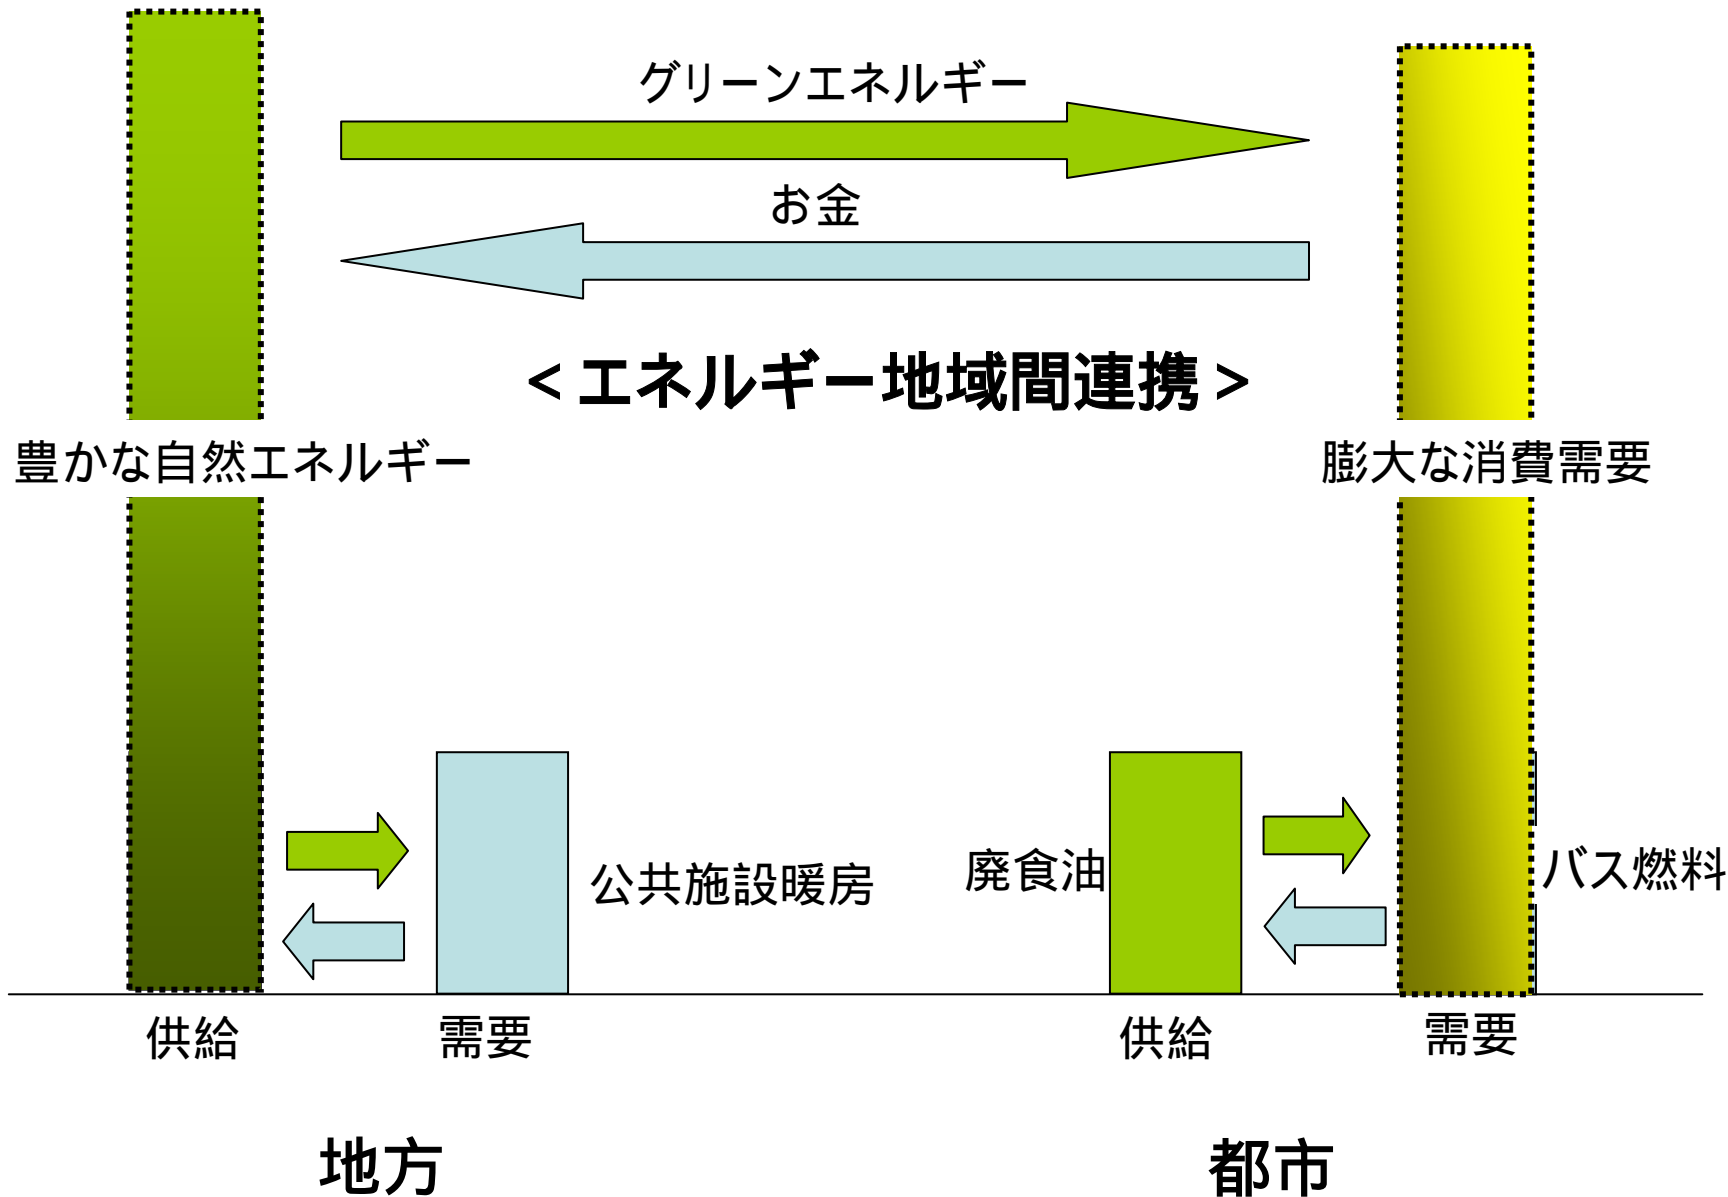 グリーンエネルギー
お金
<エネルギー地域間連携>
豊かな自然エネルギー
膨大な消費需要
公共施設暖房
廃食油
バス燃料
供給
需要
供給
需要
地方
都市